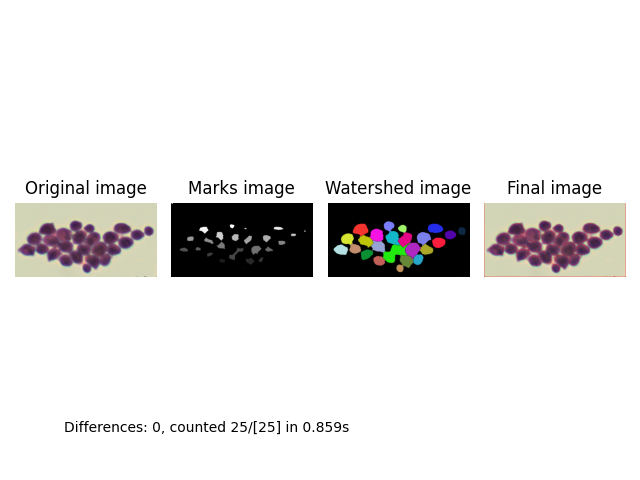 Original image
Marks image
Watershed image
Final image
Differences: 0, counted 25/[25] in 0.859s